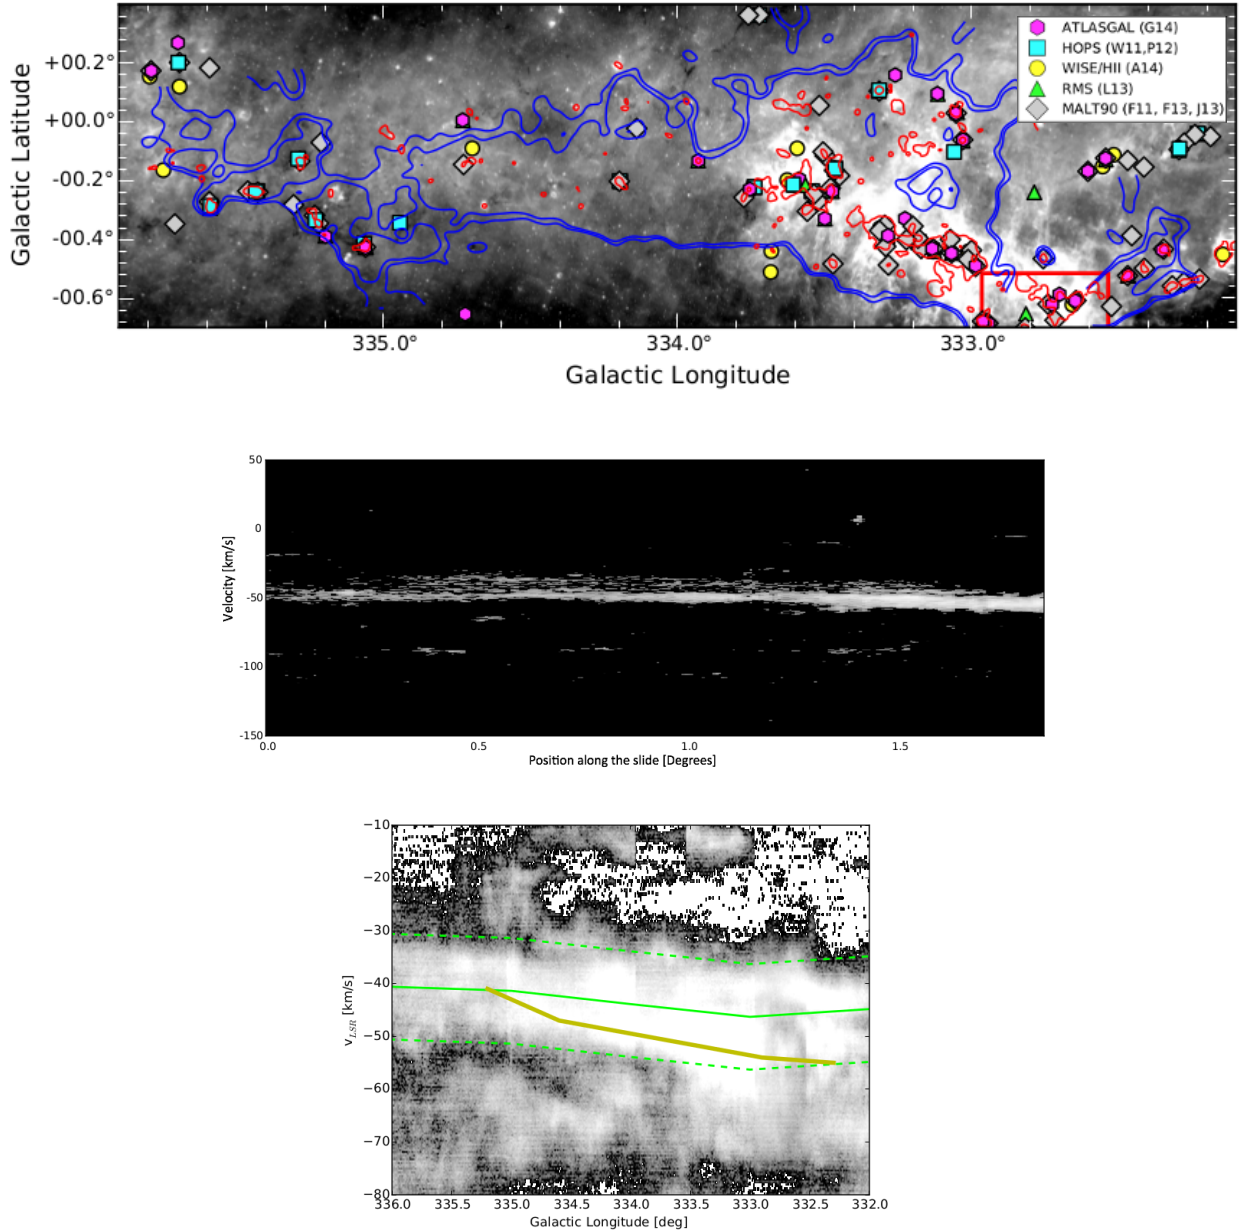 ATLASGAL (G14)
HOPS (W11,P12)
WISE/HII (A14)
RMS (L13)
MALT90 (F11, F13, J13)
Galactic Latitude
+00.2°
+00.0°
-00.2°
-00.4°
-00.6°
335.0° 334.0° 333.0°
Galactic Longitude
Velocity [km/s]
50
0
-50
-100
-150
0.0 0.5 1.0 1.5
Position along the slide [Degrees]
v_LSR [km/s]
−10
−20
−30
−40
−50
−60
−70
−80
336.0 335.5 335.0 334.5 334.0 333.5 333.0 332.5 332.0
Galactic Longitude [deg]